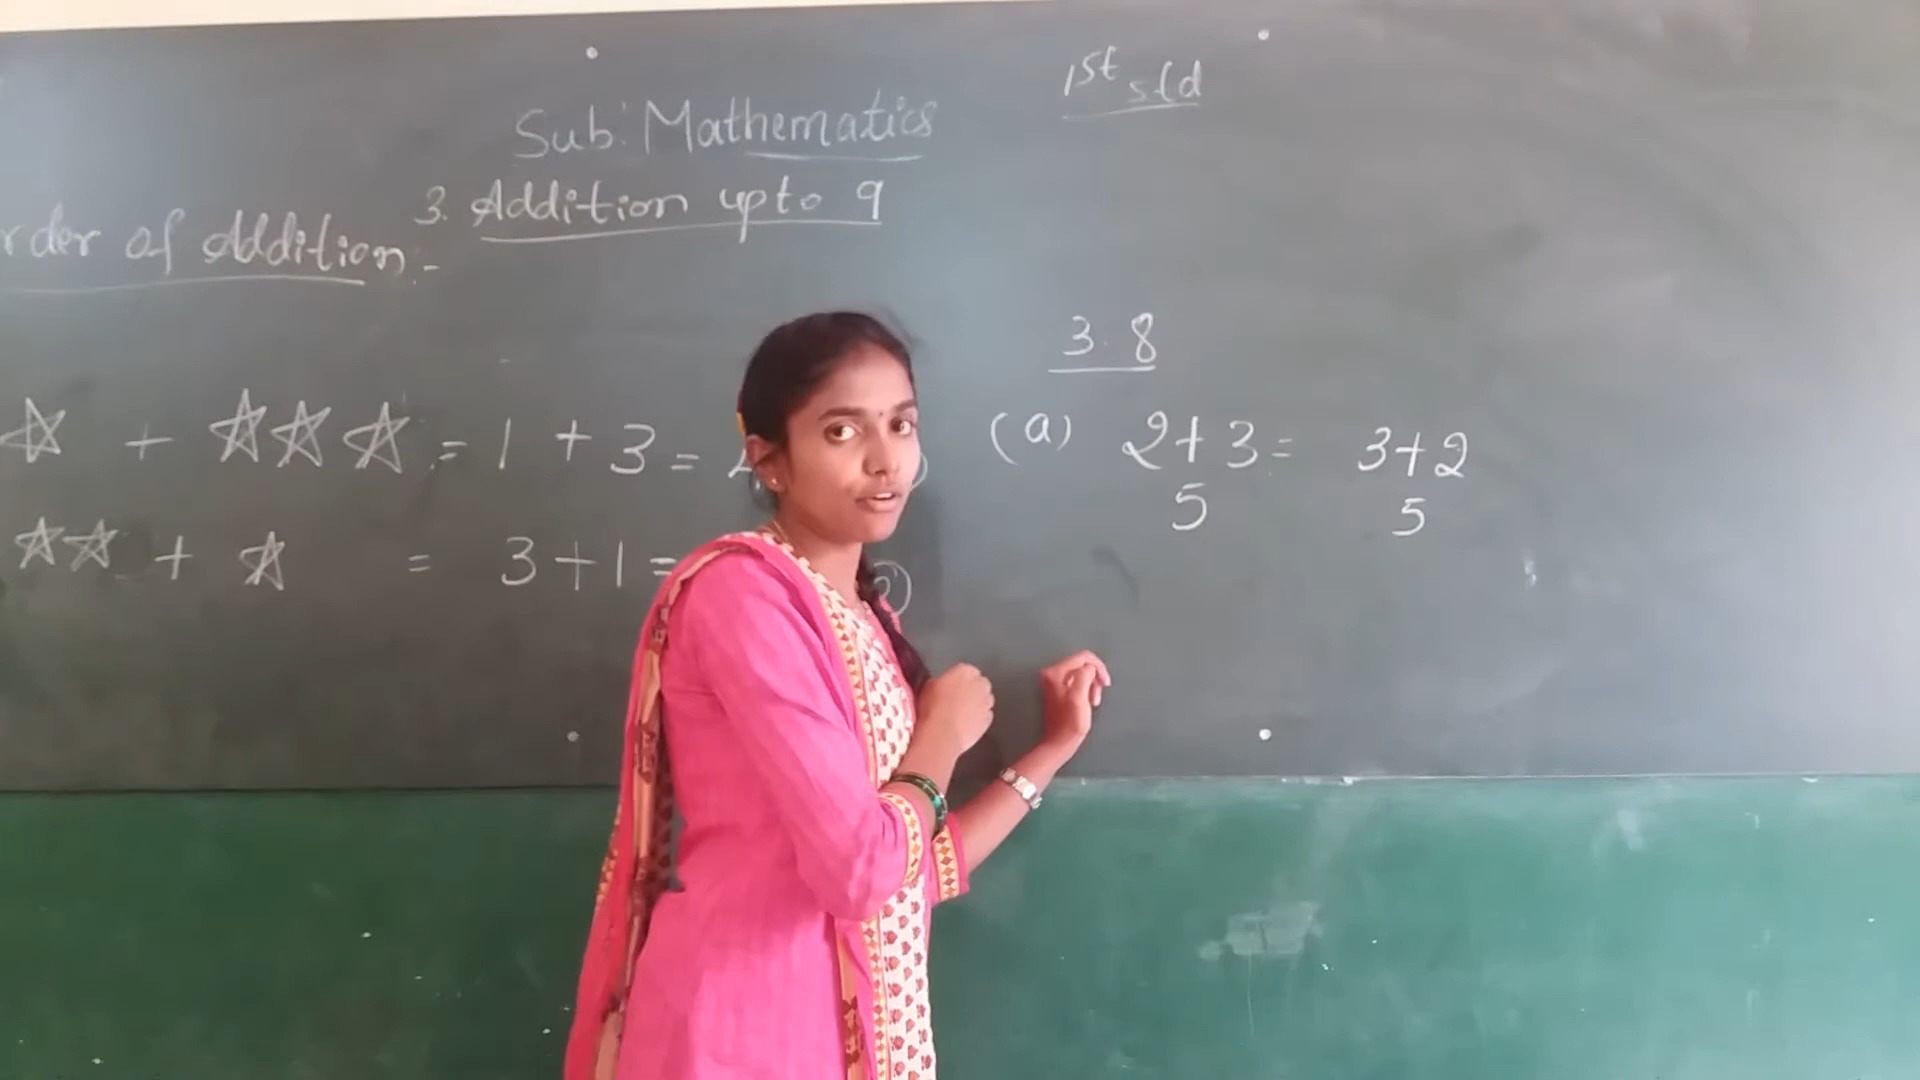 1st std
Sub: Mathematics
3. Addition upto 9
rder of Addition:-
3.8
+ = 1 + 3 =
(a) 2+3= 3+2
5 5
+ = 3+1=